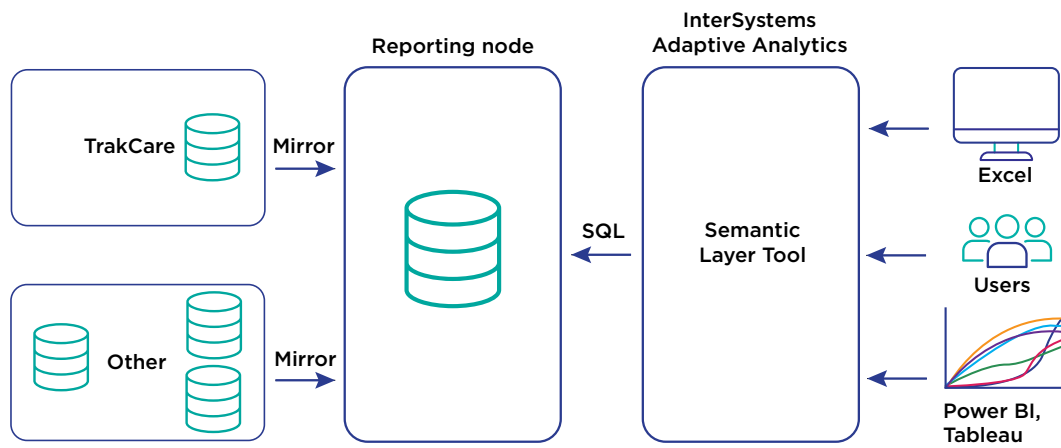 Reporting node
InterSystems
Adaptive Analytics
TrakCare
Mirror
Other
Mirror
SQL
Semantic
Layer Tool
Excel
Users
Power BI,
Tableau